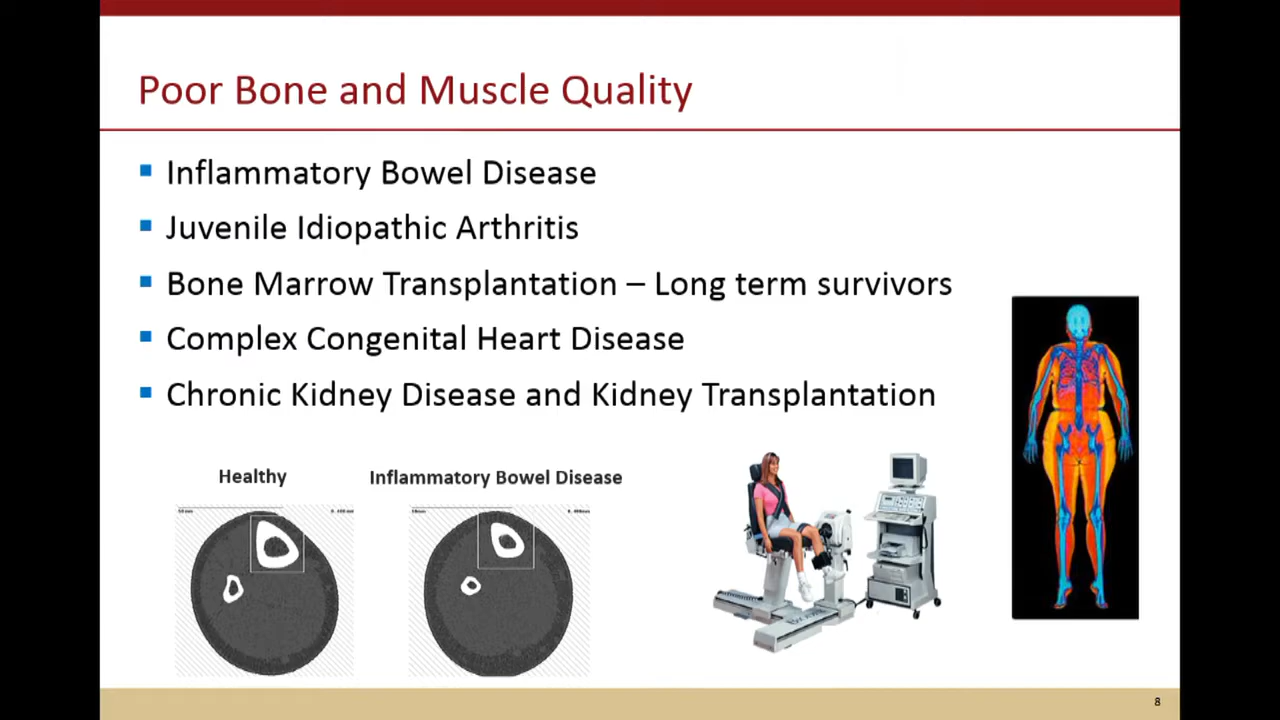 Poor Bone and Muscle Quality
Inflammatory Bowel Disease
Juvenile Idiopathic Arthritis
Bone Marrow Transplantation – Long term survivors
Complex Congenital Heart Disease
Chronic Kidney Disease and Kidney Transplantation
Healthy
Inflammatory Bowel Disease
8